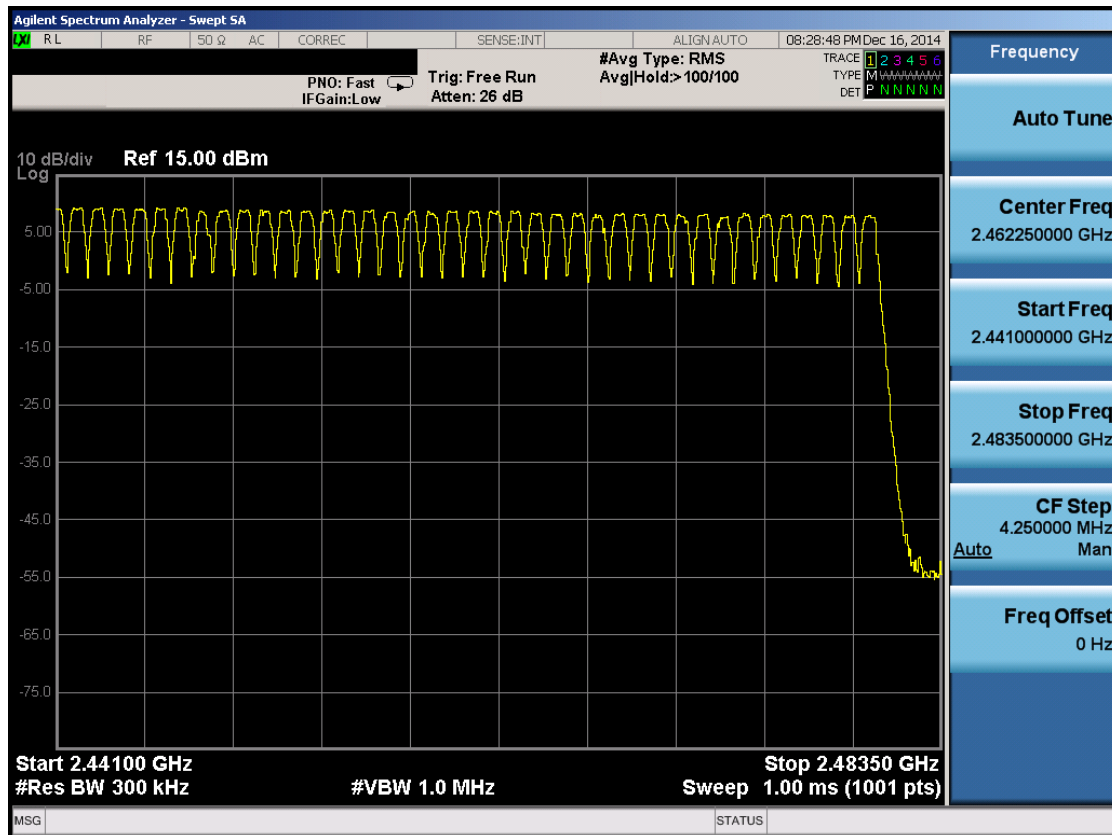 Agilent Spectrum Analyzer - Swept SA
LXI RL RF 50 Ω AC CORREC SENSE:INT ALIGN AUTO 08:28:48 PM Dec 16, 2014
PNO: Fast
IFGain:Low
Trig: Free Run
Atten: 26 dB
#Avg Type: RMS
Avg|Hold:>100/100
TRACE 1 2 3 4 5 6
TYPE M WWWWW
DET P N N N N N
10 dB/div Ref 15.00 dBm
Log
5.00
-5.00
-15.0
-25.0
-35.0
-45.0
-55.0
-65.0
-75.0
Start 2.44100 GHz Stop 2.48350 GHz
#Res BW 300 kHz #VBW 1.0 MHz Sweep 1.00 ms (1001 pts)
MSG STATUS
Frequency
Auto Tune
Center Freq
2.462250000 GHz
Start Freq
2.441000000 GHz
Stop Freq
2.483500000 GHz
CF Step
4.250000 MHz
Auto Man
Freq Offset
0 Hz